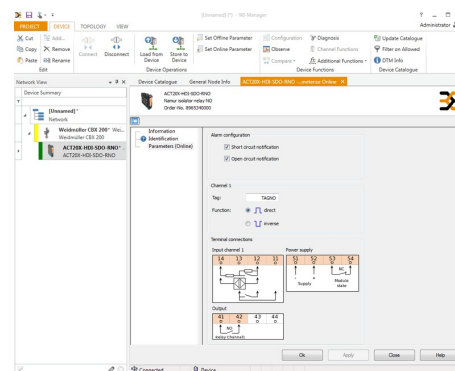 [Unnamed] (*) - WI-Manager
PROJECT DEVICE TOPOLOGY VIEW
Administrator
Cut Add...
Copy Remove
Paste Rename
Connect Disconnect
Load from Device
Store to Device
Set Offline Parameter
Set Online Parameter
Configuration
Observe
Compare
Diagnosis
Channel Functions
Additional Functions
Update Catalogue
Filter on Allowed
DTM Info
Edit Device Operations Device Functions Device Catalogue
Network View
Device Catalogue General Node Info ACT20X-HDI-SDO-RNO
Device Summary
[Unnamed]*
Network
Weidmüller CBX 200* Wei...
Weidmüller CBX 200
ACT20X-HDI-SDO-RNO*
ACT20X-HDI-SDO-RNO
ACT20X-HDI-SDO-RNO
Namur isolator relay NO
Order-No. 8965340000
Information
Identification
Parameters (Online)
Alarm configuration
Short circuit notification
Open circuit notification
Channel 1
Tag: TAGNO
Function: direct
inverse
Terminal connections
Input channel 1 Power supply
14 13 12 11 51 52 53 54
- + NC
Supply Module state
Output
41 42 43 44
NO
Relay (channel)
Ok Apply Close Help
Connected Device